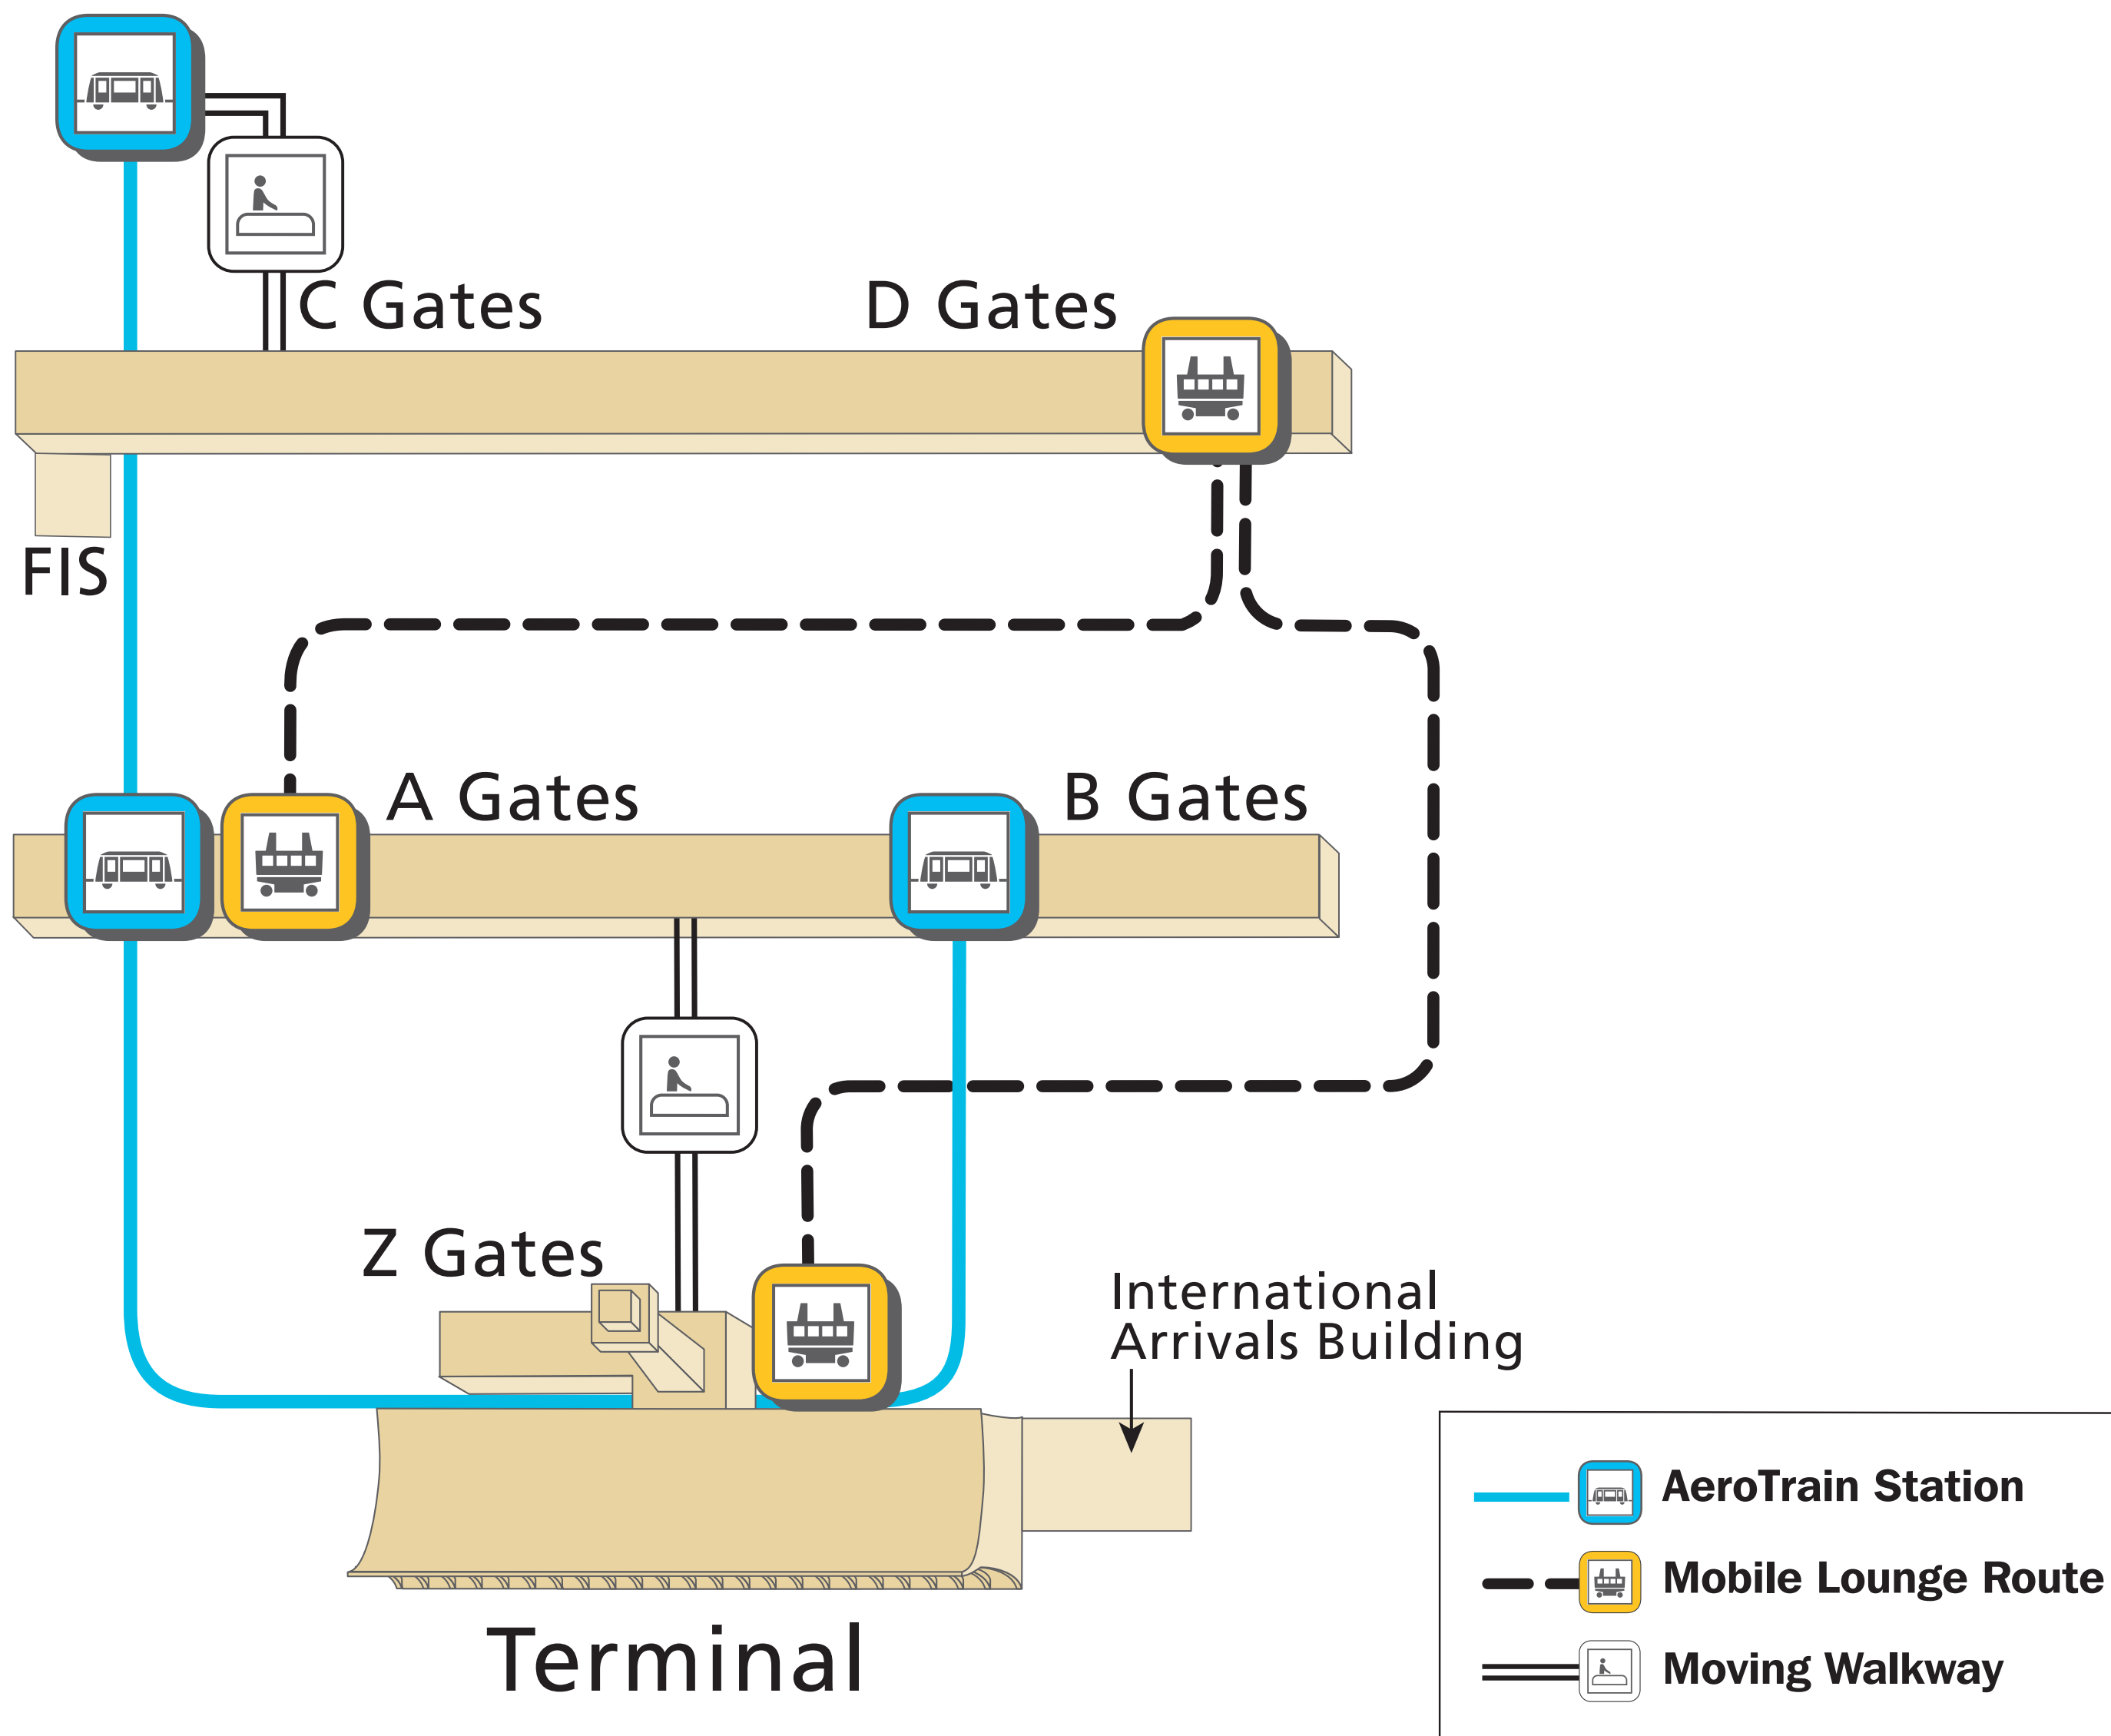 C Gates
D Gates
FIS
A Gates
B Gates
Z Gates
International
Arrivals Building
Terminal
AeroTrain Station
Mobile Lounge Route
Moving Walkway